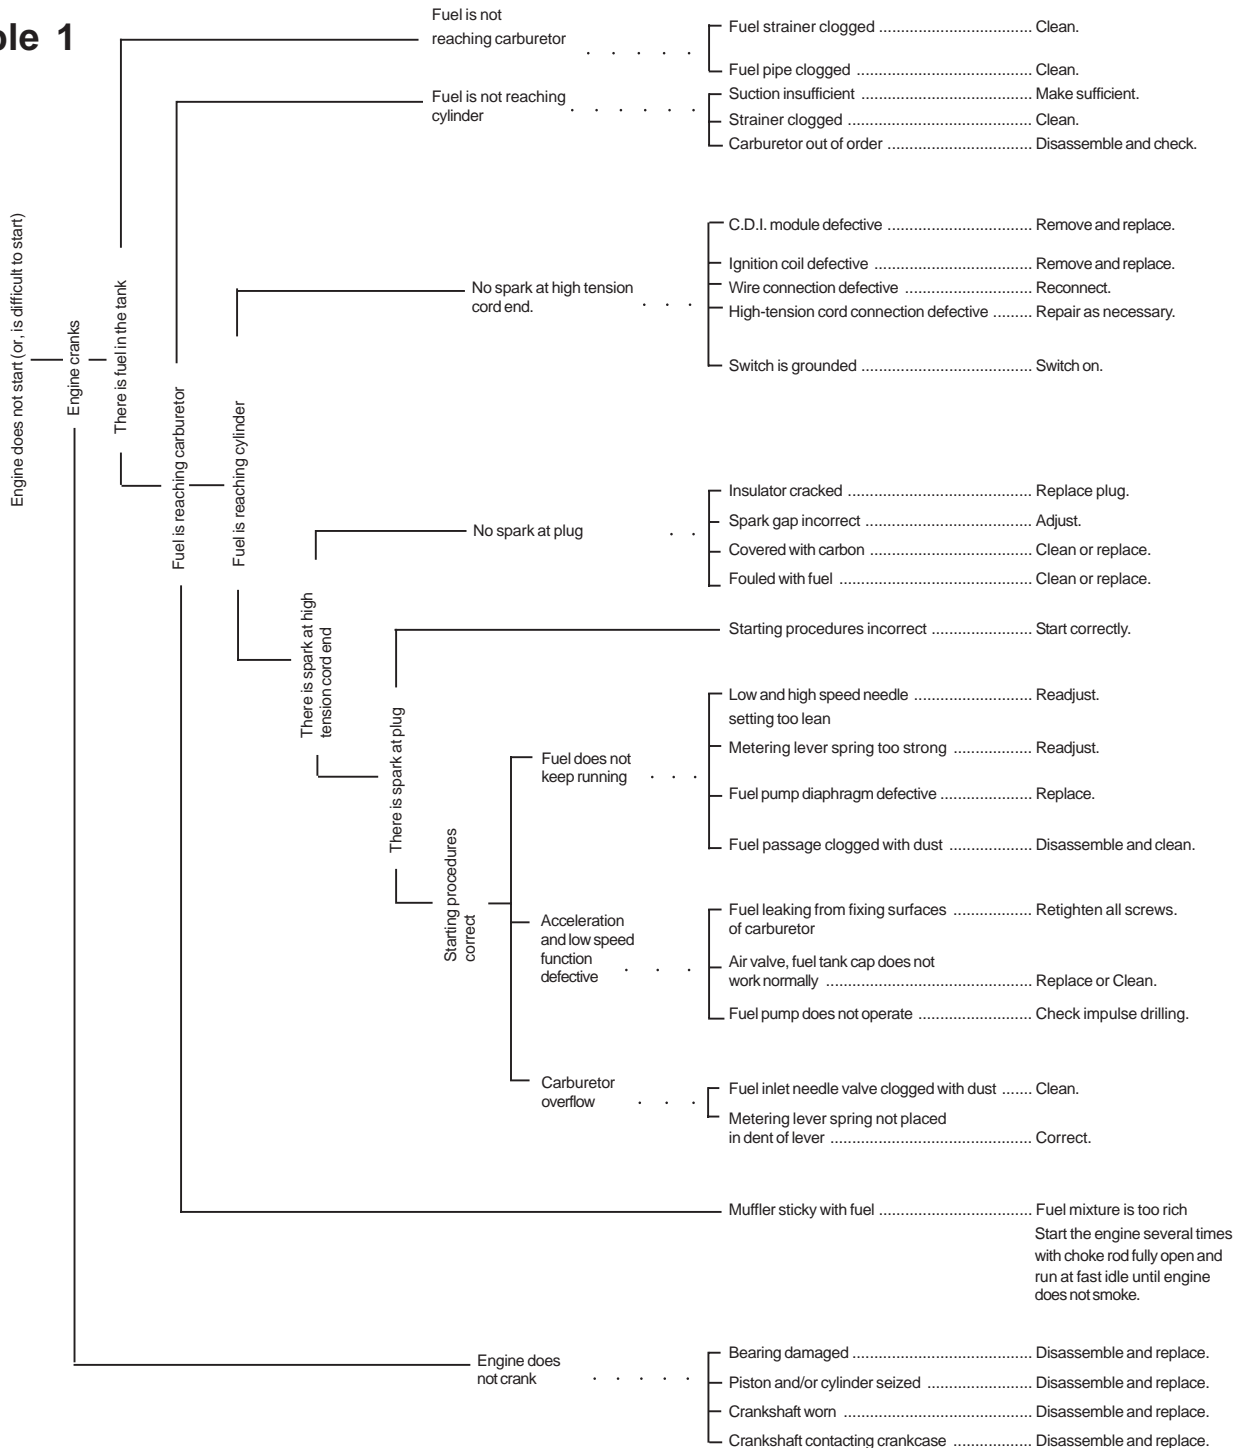 ble 1
Fuel is not
reaching carburetor
Fuel strainer clogged ..................................... Clean.
Fuel pipe clogged .......................................... Clean.
Fuel is not reaching
cylinder
Suction insufficient ......................................... Make sufficient.
Strainer clogged ............................................ Clean.
Carburetor out of order ................................... Disassemble and check.
Engine does not start (or, is difficult to start)
Engine cranks
There is fuel in the tank
Fuel is reaching carburetor
Fuel is reaching cylinder
No spark at high tension
cord end.
C.D.I. module defective ................................... Remove and replace.
Ignition coil defective ...................................... Remove and replace.
Wire connection defective ............................... Reconnect.
High-tension cord connection defective ......... Repair as necessary.
Switch is grounded ......................................... Switch on.
There is spark at high
tension cord end
No spark at plug
Insulator cracked ............................................ Replace plug.
Spark gap incorrect ........................................ Adjust.
Covered with carbon ....................................... Clean or replace.
Fouled with fuel .............................................. Clean or replace.
There is spark at plug
Starting procedures incorrect ........................ Start correctly.
Starting procedures
correct
Fuel does not
keep running
Low and high speed needle ............................ Readjust.
setting too lean
Metering lever spring too strong ................... Readjust.
Fuel pump diaphragm defective ...................... Replace.
Fuel passage clogged with dust .................... Disassemble and clean.
Acceleration
and low speed
function
defective
Fuel leaking from fixing surfaces ................... Retighten all screws.
of carburetor
Air valve, fuel tank cap does not
work normally .................................................. Replace or Clean.
Fuel pump does not operate ........................... Check impulse drilling.
Carburetor
overflow
Fuel inlet needle valve clogged with dust ....... Clean.
Metering lever spring not placed
in dent of lever ................................................. Correct.
Muffler sticky with fuel ..................................... Fuel mixture is too rich
Start the engine several times
with choke rod fully open and
run at fast idle until engine
does not smoke.
Engine does
not crank
Bearing damaged ........................................... Disassemble and replace.
Piston and/or cylinder seized ......................... Disassemble and replace.
Crankshaft worn .............................................. Disassemble and replace.
Crankshaft contacting crankcase ................... Disassemble and replace.